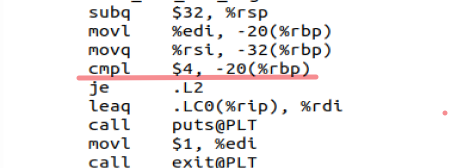 subq $32, %rsp
movl %edi, -20(%rbp)
movq %rsi, -32(%rbp)
cmpl $4, -20(%rbp)
je .L2
leaq .LC0(%rip), %rdi
call puts@PLT
movl $1, %edi
call exit@PLT